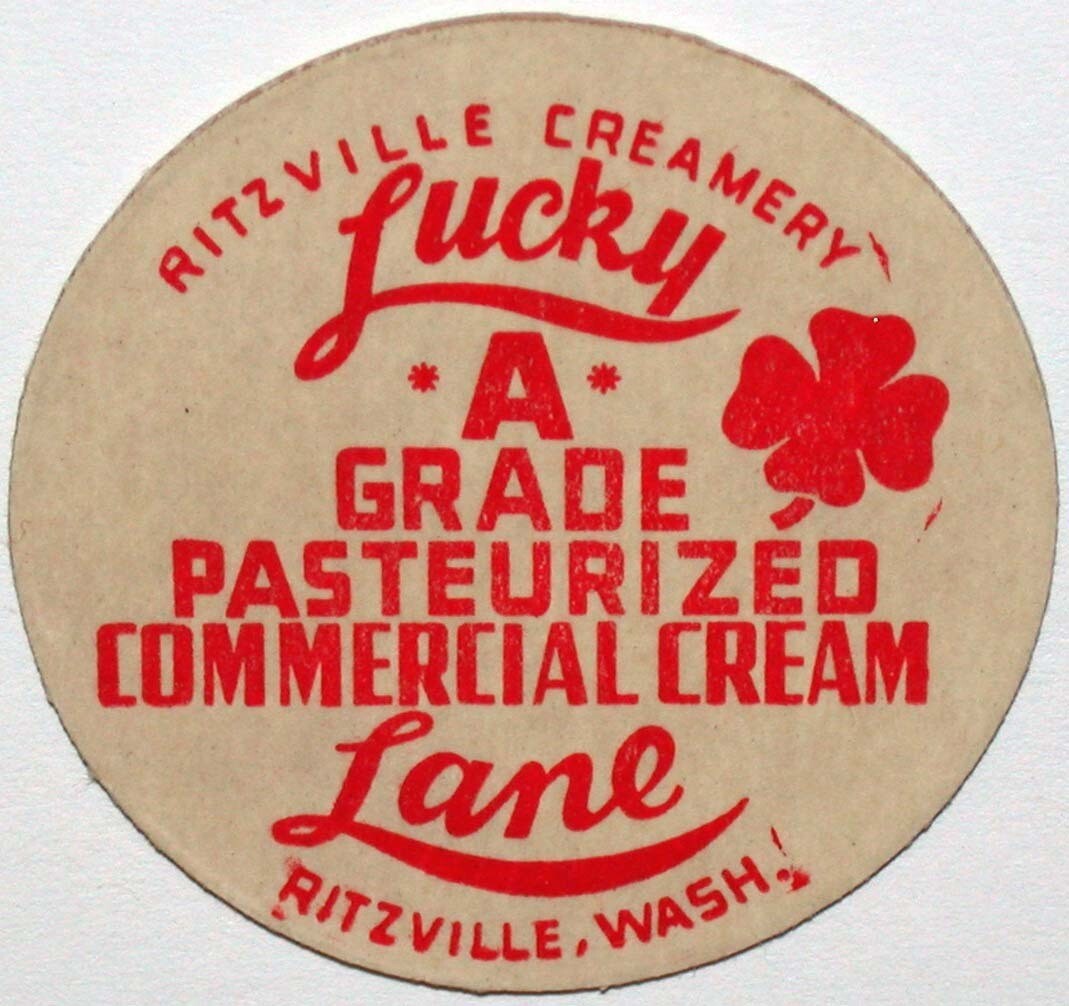 RITZVILLE CREAMERY
Lucky
* A *
GRADE
PASTEURIZED
COMMERCIAL CREAM
Lane
RITZVILLE, WASH.